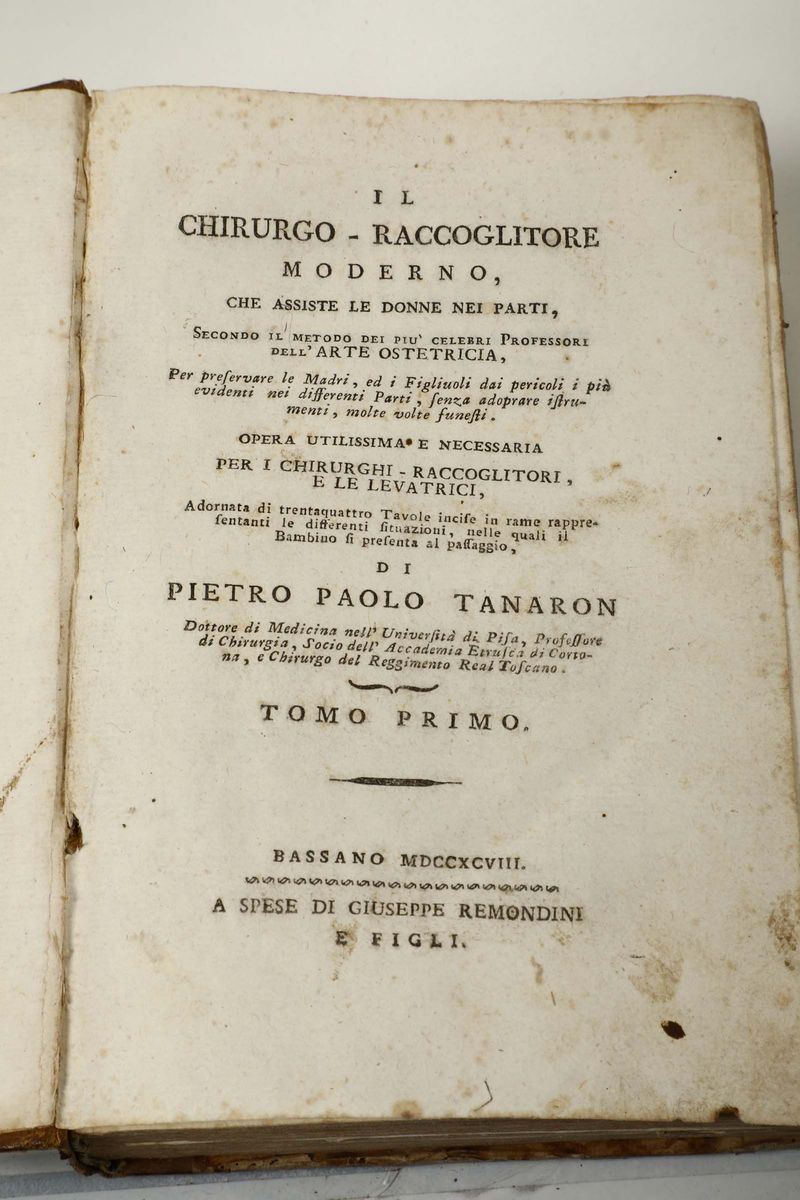 IL
CHIRURGO - RACCOGLITORE
MODERNO,
CHE ASSISTE LE DONNE NEI PARTI,
SECONDO IL METODO DEI PIU' CELEBRI PROFESSORI
DELL' ARTE OSTETRICIA,
Per preſervare le Madri, ed i Figliuoli dai pericoli i più
evidenti nei differenti Parti, ſenza adoprare iſtru-
menti, molte volte funeſti.
OPERA UTILISSIMA E NECESSARIA
PER I CHIRURGHI - RACCOGLITORI,
E LE LEVATRICI,
Adornata di trentaquattro Tavole inciſe in rame rappre-
ſentanti le differenti ſituazioni, nelle quali il
Bambino ſi preſenta al paſſaggio,
DI
PIETRO PAOLO TANARON
Dottore di Medicina nell' Univerſità di Piſa, Profeſſore
di Chirurgia, Socio dell' Accademia Etruſca di Corto-
na, e Chirurgo del Reggimento Real Toſcano.
TOMO PRIMO.
BASSANO MDCCXCVIII.
A SPESE DI GIUSEPPE REMONDINI
E FIGLI.